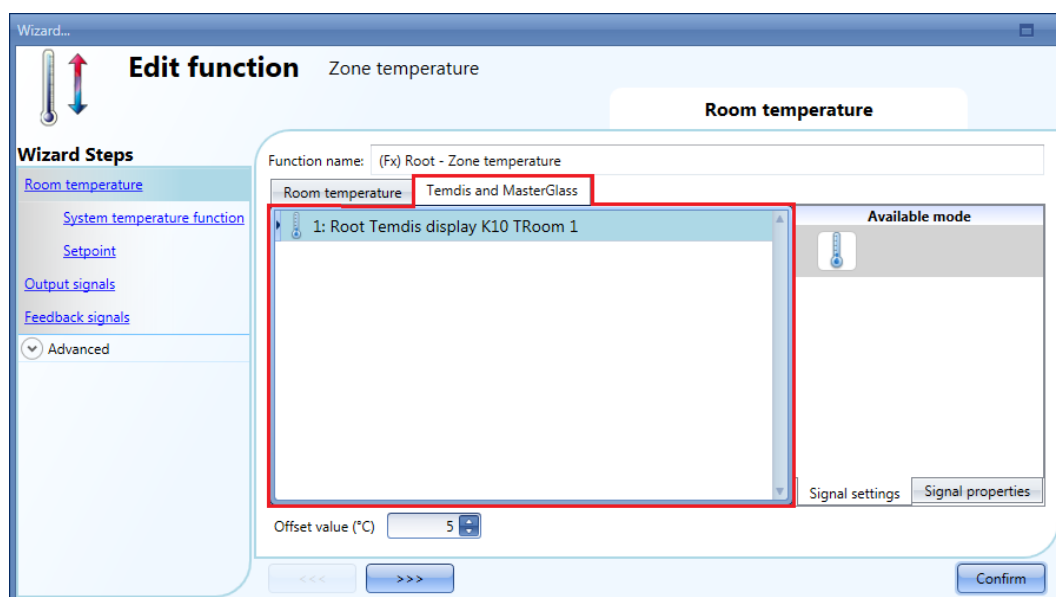 Wizard...
Edit function Zone temperature
Room temperature
Wizard Steps
Room temperature
System temperature function
Setpoint
Output signals
Feedback signals
Advanced
Function name: (Fx) Root - Zone temperature
Room temperature Temdis and MasterGlass
1: Root Temdis display K10 TRoom 1
Available mode
Signal settings Signal properties
Offset value (°C) 5
<<< >>> Confirm